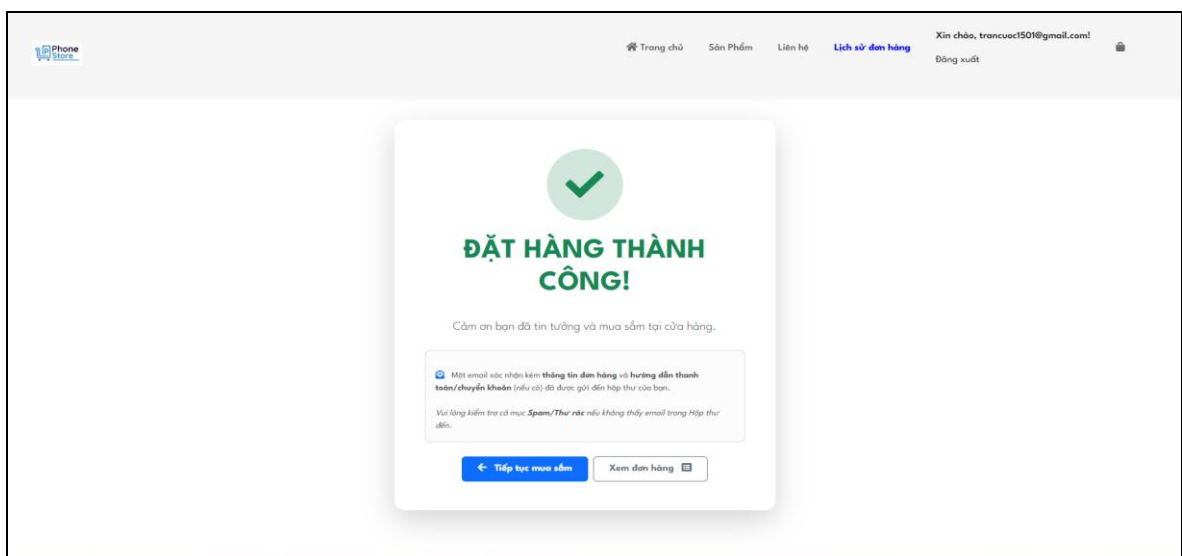 Phone
Store
Trang chủ Sản Phẩm Liên hệ Lịch sử đơn hàng
Xin chào, trancuoc1501@gmail.com!
Đăng xuất
ĐẶT HÀNG THÀNH
CÔNG!
Cảm ơn bạn đã tin tưởng và mua sắm tại cửa hàng.
Một email xác nhận kèm thông tin đơn hàng và hướng dẫn thanh
toán/chuyển khoản (nếu có) đã được gửi đến hộp thư của bạn.
Vui lòng kiểm tra cả mục Spam/Thư rác nếu không thấy email trong Hộp thư
đến.
Tiếp tục mua sắm
Xem đơn hàng